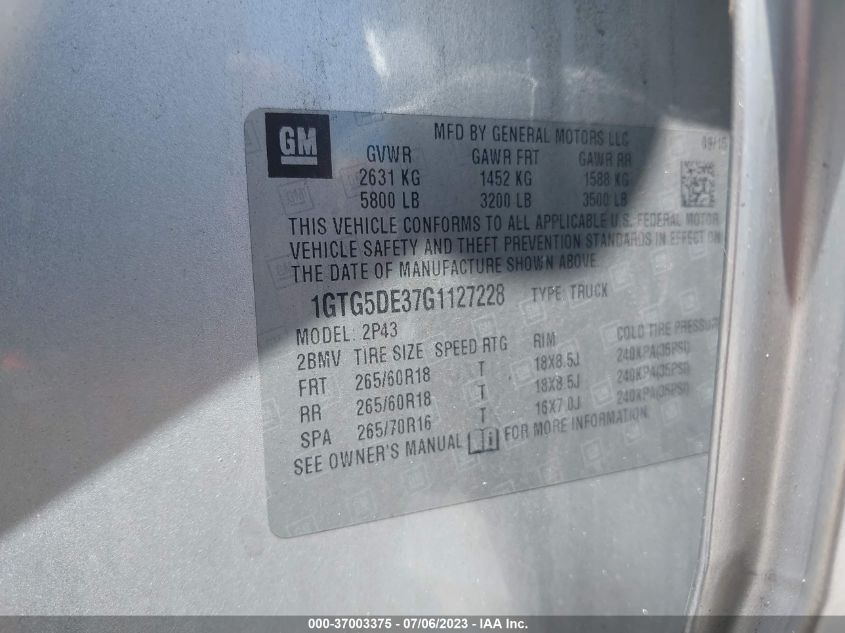 GM
MFD BY GENERAL MOTORS LLC
09/15
GVWR GAWR FRT GAWR RR
2631 KG 1452 KG 1588 KG
5800 LB 3200 LB 3500 LB
THIS VEHICLE CONFORMS TO ALL APPLICABLE U.S. FEDERAL MOTOR
VEHICLE SAFETY AND THEFT PREVENTION STANDARDS IN EFFECT ON
THE DATE OF MANUFACTURE SHOWN ABOVE.
1GTG5DE37G1127228 TYPE: TRUCK
MODEL: 2P43
2BMV TIRE SIZE SPEED RTG RIM COLD TIRE PRESSURE
FRT 265/60R18 T 18X8.5J 240KPA(35PSI)
RR 265/60R18 T 18X8.5J 240KPA(35PSI)
SPA 265/70R16 T 16X7.0J 240KPA(35PSI)
SEE OWNER'S MANUAL FOR MORE INFORMATION.
000-37003375 - 07/06/2023 - IAA Inc.